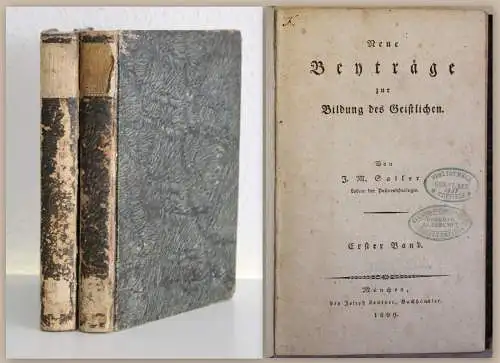 Neue
Beyträge
zur
Bildung des Geistlichen.
Von
J. M. Sailer
Lehrer der Pastoraltheologie.
Erster Band.
München,
bey Joseph Lentner, Buchhändler.
1809.